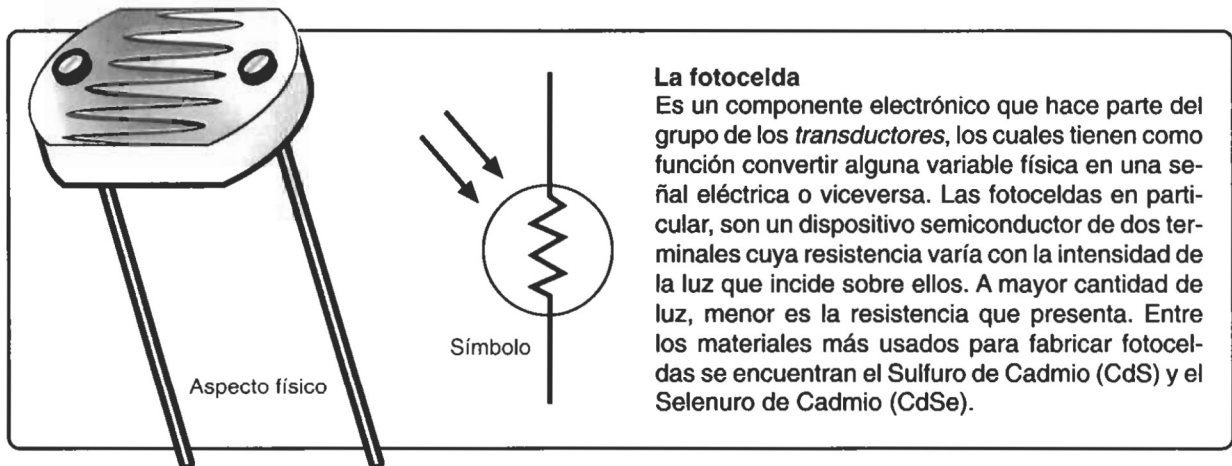 La fotocelda
Es un componente electrónico que hace parte del
grupo de los transductores, los cuales tienen como
función convertir alguna variable física en una se-
ñal eléctrica o viceversa. Las fotoceldas en parti-
cular, son un dispositivo semiconductor de dos ter-
minales cuya resistencia varía con la intensidad de
la luz que incide sobre ellos. A mayor cantidad de
luz, menor es la resistencia que presenta. Entre
los materiales más usados para fabricar fotocel-
das se encuentran el Sulfuro de Cadmio (CdS) y el
Selenuro de Cadmio (CdSe).
Símbolo
Aspecto físico